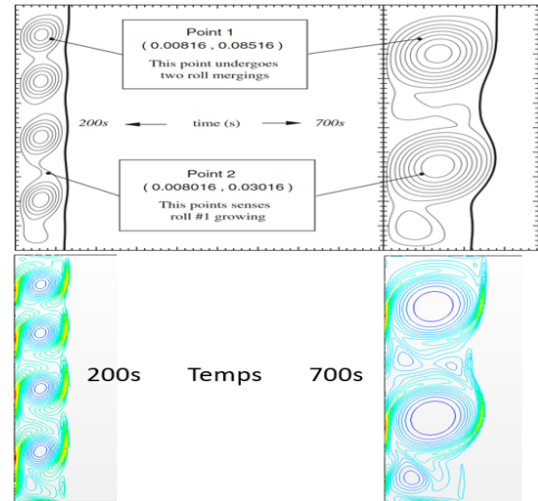 Point 1
( 0.00816 , 0.08516 )
This point undergoes
two roll mergings
200s
time (s)
700s
Point 2
( 0.008016 , 0.03016 )
This points senses
roll #1 growing
200s Temps 700s